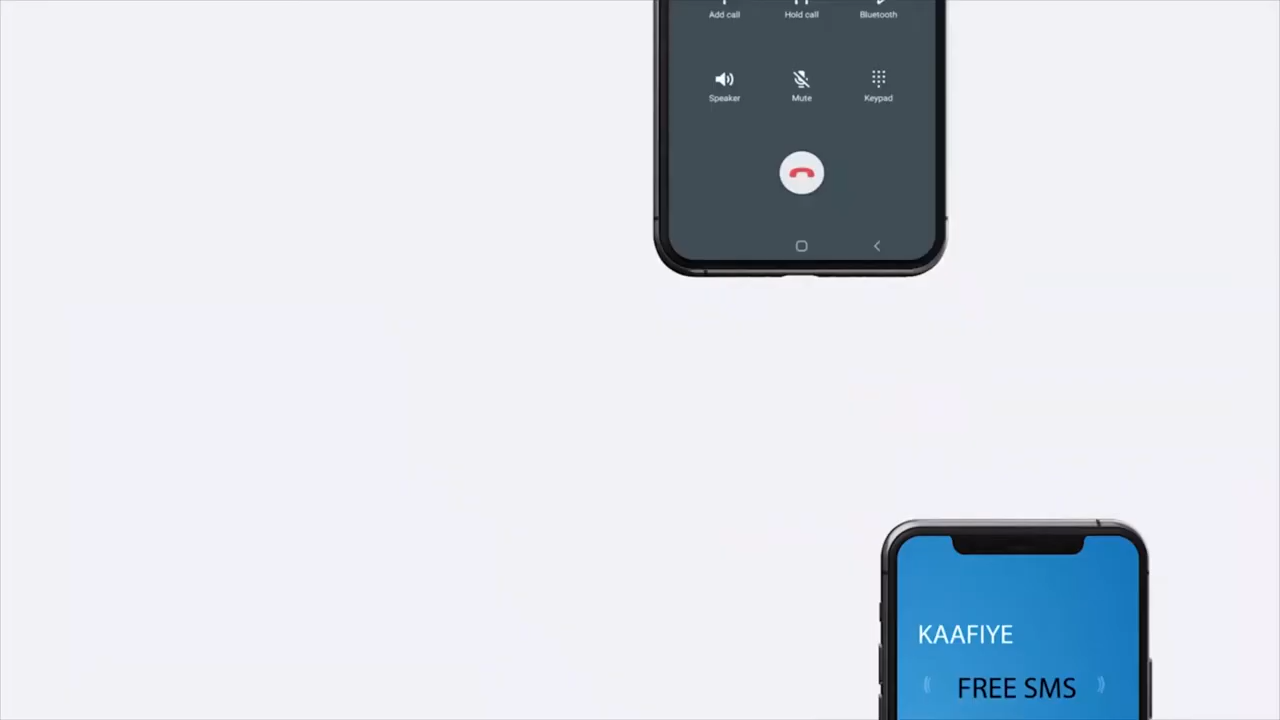 Add call Hold call Bluetooth
Speaker Mute Keypad
KAAFIYE
FREE SMS